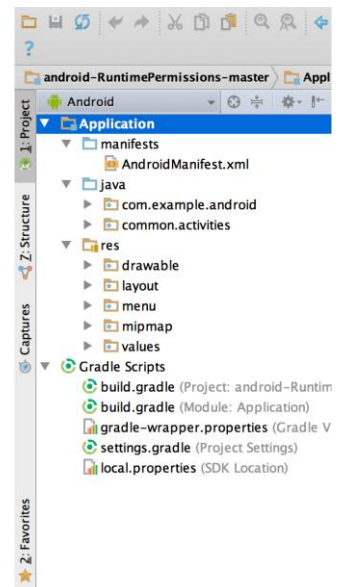 ?
android-RuntimePermissions-master Appl
Android
Application
manifests
AndroidManifest.xml
java
com.example.android
common.activities
res
drawable
layout
menu
mipmap
values
Gradle Scripts
build.gradle (Project: android-Runtim
build.gradle (Module: Application)
gradle-wrapper.properties (Gradle V
settings.gradle (Project Settings)
local.properties (SDK Location)
1: Project
Z: Structure
Captures
2: Favorites